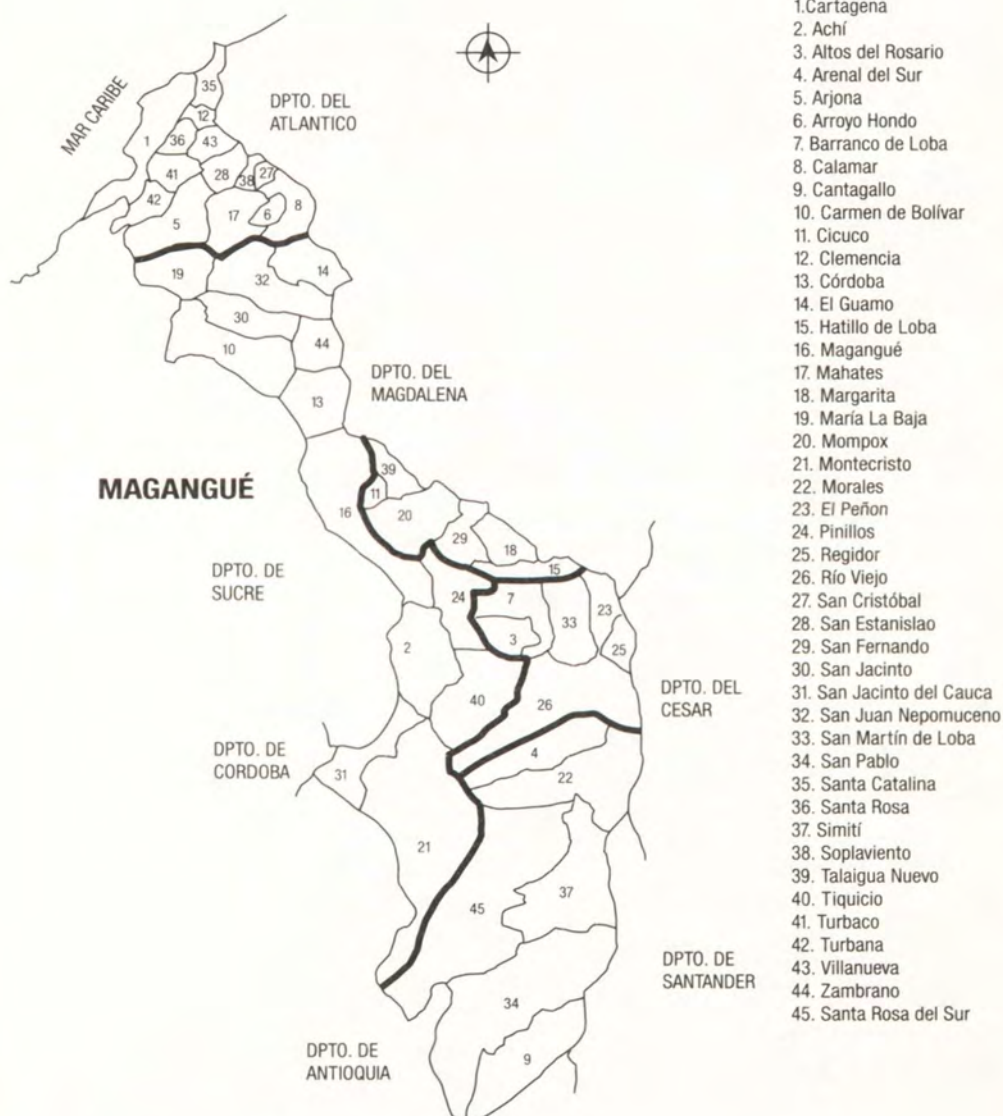 MAR CARIBE
DPTO. DEL
ATLANTICO
35
12
1
36
43
41
28
38
27
42
5
17
6
8
19
32
14
30
10
44
DPTO. DEL
MAGDALENA
13
MAGANGUÉ
39
11
16
20
29
18
15
DPTO. DE
SUCRE
24
7
23
33
2
3
25
40
26
DPTO. DEL
CESAR
DPTO. DE
CORDOBA
31
4
22
21
45
37
DPTO. DE
SANTANDER
34
9
DPTO. DE
ANTIOQUIA
1.Cartagena
2. Achí
3. Altos del Rosario
4. Arenal del Sur
5. Arjona
6. Arroyo Hondo
7. Barranco de Loba
8. Calamar
9. Cantagallo
10. Carmen de Bolívar
11. Cicuco
12. Clemencia
13. Córdoba
14. El Guamo
15. Hatillo de Loba
16. Magangué
17. Mahates
18. Margarita
19. María La Baja
20. Mompox
21. Montecristo
22. Morales
23. El Peñon
24. Pinillos
25. Regidor
26. Río Viejo
27. San Cristóbal
28. San Estanislao
29. San Fernando
30. San Jacinto
31. San Jacinto del Cauca
32. San Juan Nepomuceno
33. San Martín de Loba
34. San Pablo
35. Santa Catalina
36. Santa Rosa
37. Simití
38. Soplaviento
39. Talaigua Nuevo
40. Tiquicio
41. Turbaco
42. Turbana
43. Villanueva
44. Zambrano
45. Santa Rosa del Sur